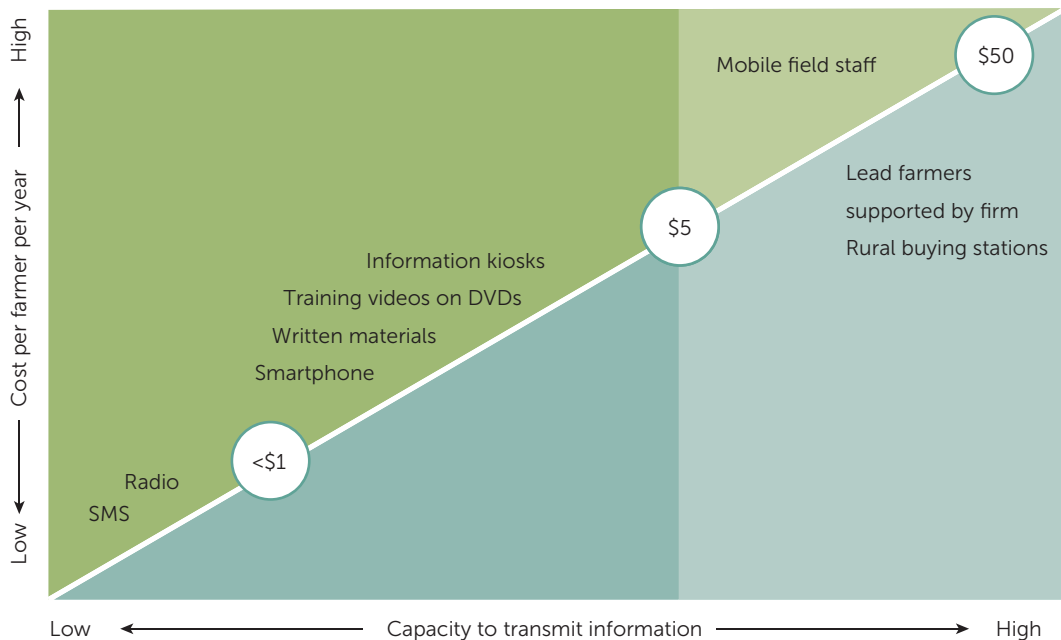 High
Cost per farmer per year
Low
$50
Mobile field staff
Lead farmers
supported by firm
Rural buying stations
$5
Information kiosks
Training videos on DVDs
Written materials
Smartphone
<$1
Radio
SMS
Low
Capacity to transmit information
High